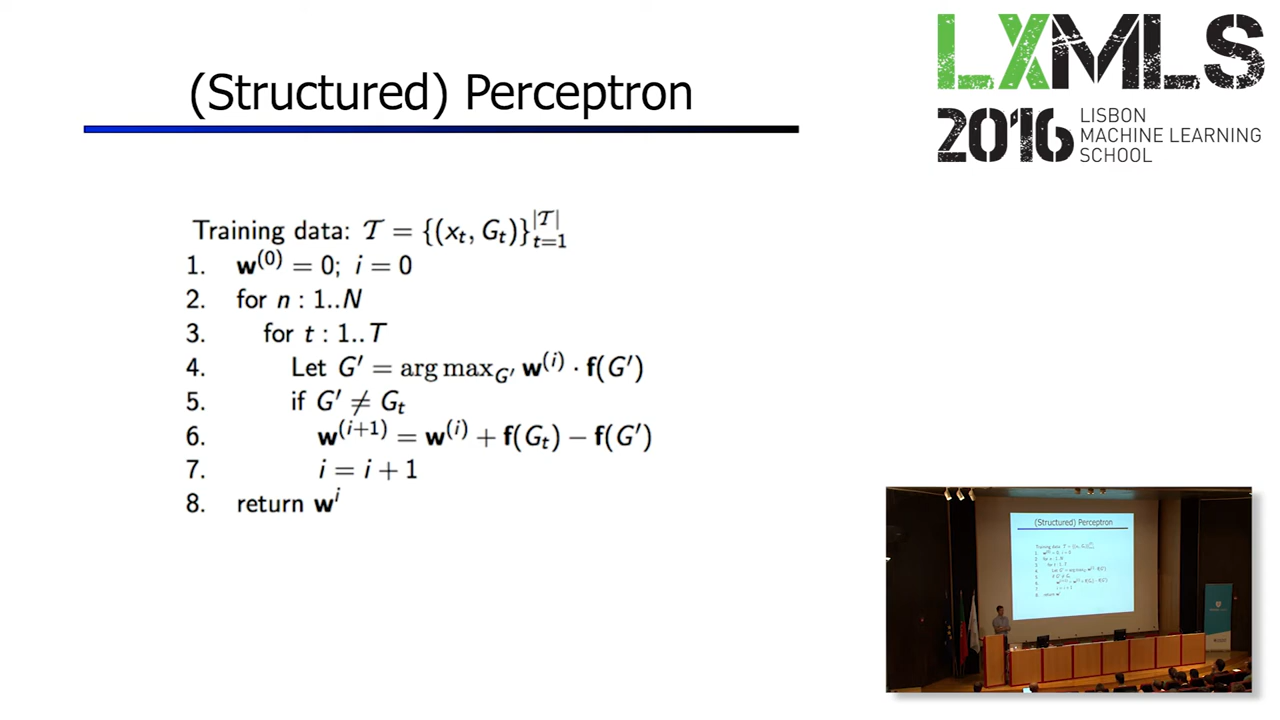 (Structured) Perceptron
LXMLS
2016 LISBON
MACHINE LEARNING
SCHOOL
Training data: 𝒯 = {(xₜ, Gₜ)}|𝒯| t=1
1. w⁽⁰⁾ = 0; i = 0
2. for n : 1..N
3. for t : 1..T
4. Let G′ = arg max_G′ w⁽ⁱ⁾ · f(G′)
5. if G′ ≠ Gₜ
6. w⁽ⁱ⁺¹⁾ = w⁽ⁱ⁾ + f(Gₜ) − f(G′)
7. i = i + 1
8. return wⁱ
(Structured) Perceptron